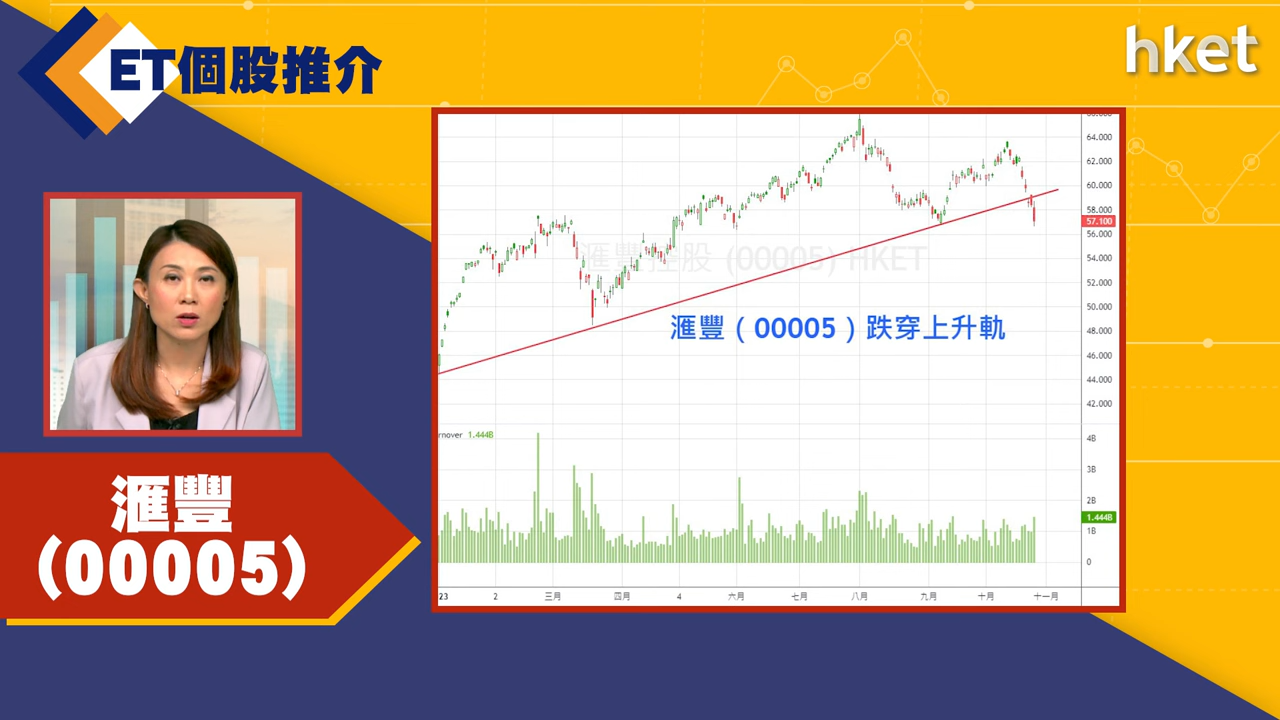 ET個股推介
hket
滙豐
(00005)
滙豐控股 (00005) HKET
滙豐（00005）跌穿上升軌
66.000
64.000
62.000
60.000
58.000
57.100
56.000
54.000
52.000
50.000
48.000
46.000
44.000
42.000
rnover 1.444B
4B
3B
2B
1.444B
1B
0
23 2 三月 四月 4 六月 七月 八月 九月 十月 十一月